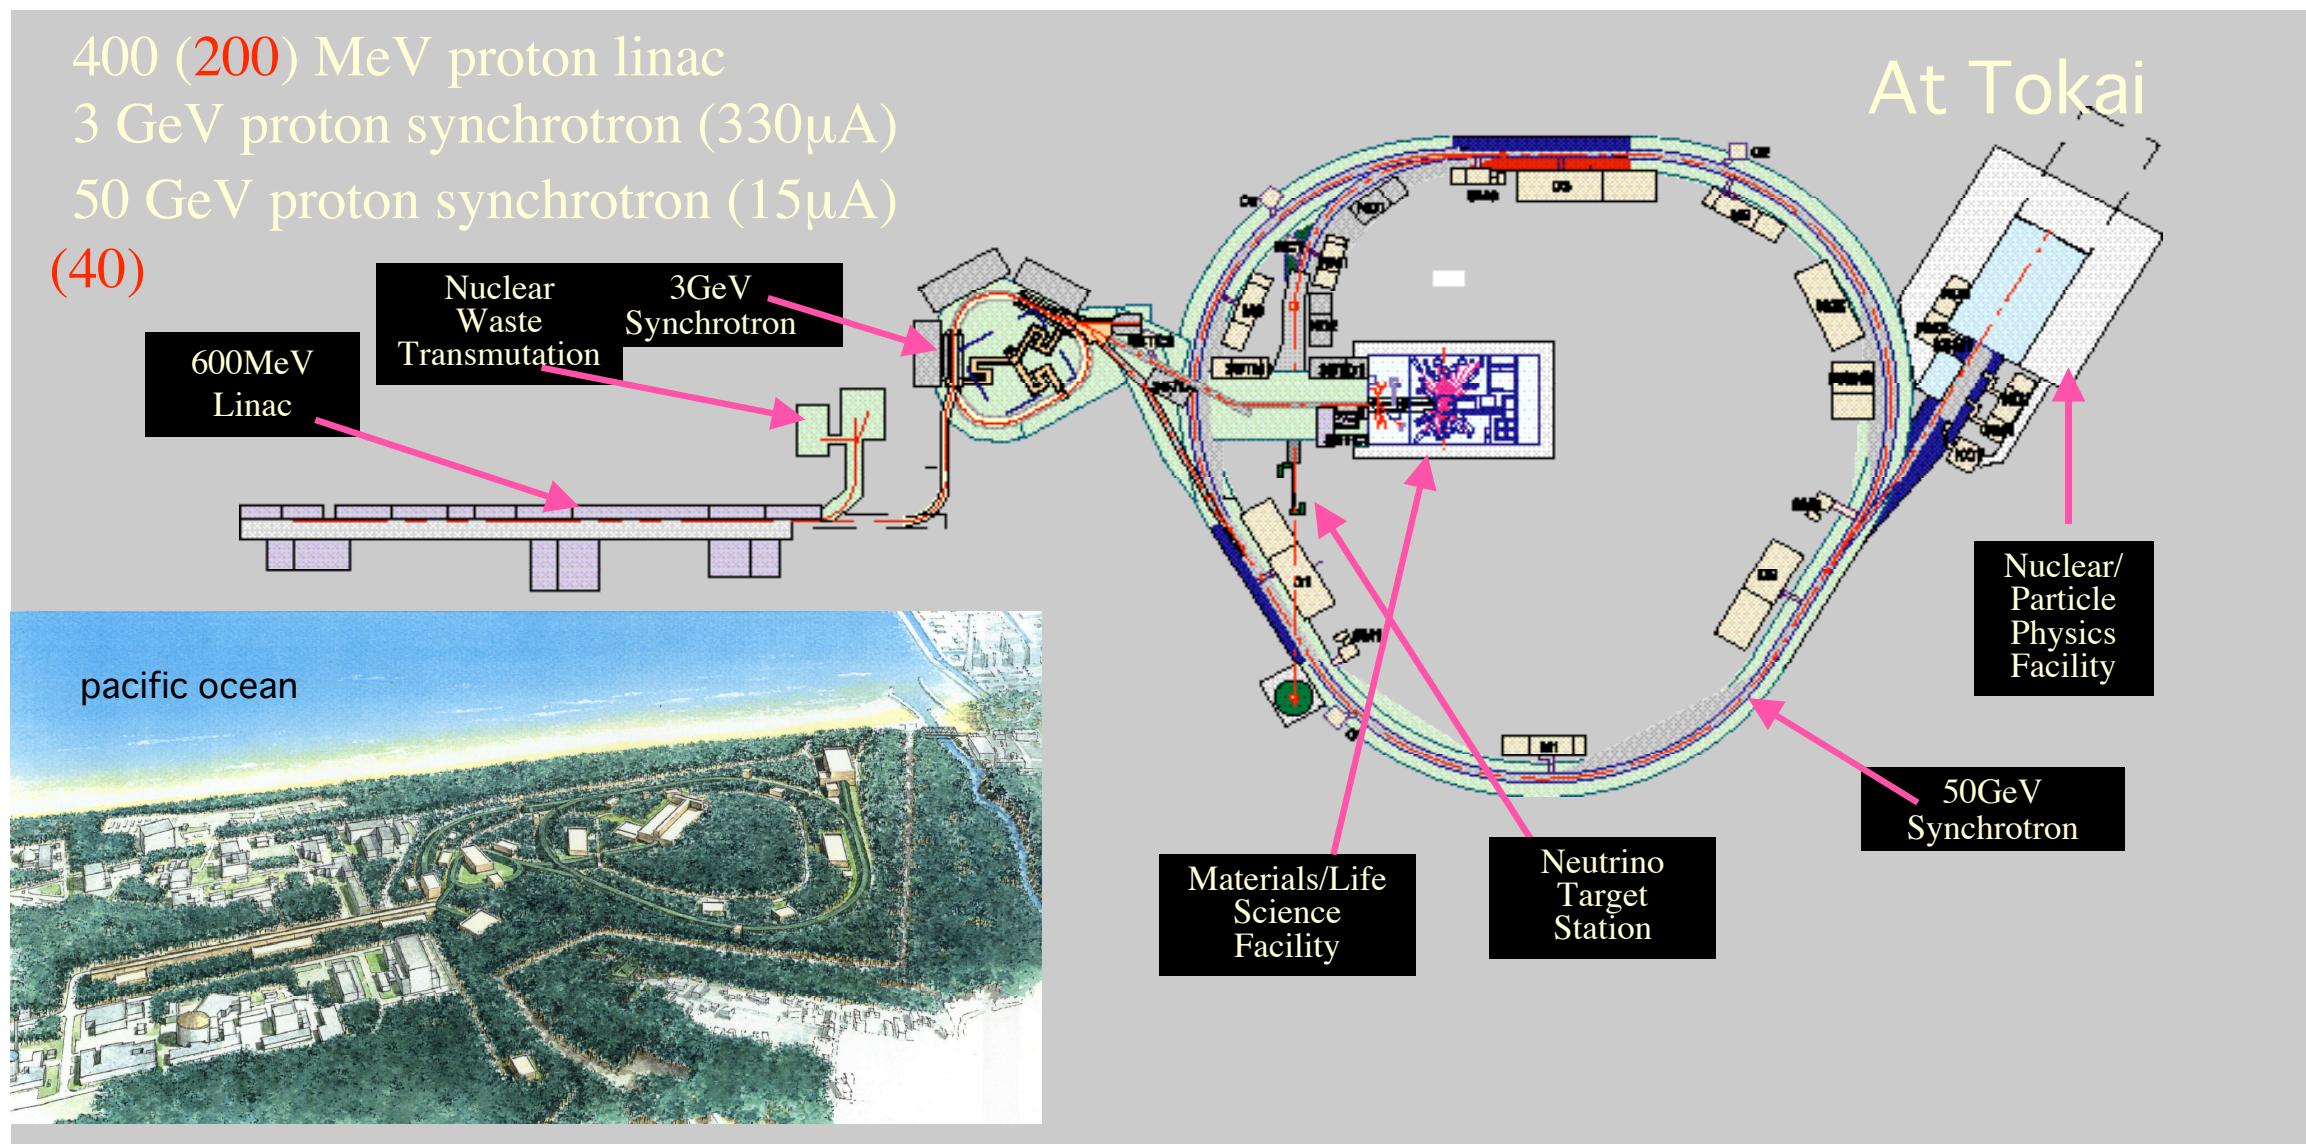 400 (200) MeV proton linac
3 GeV proton synchrotron (330µA)
50 GeV proton synchrotron (15µA)
(40)
At Tokai
Nuclear
Waste
Transmutation
3GeV
Synchrotron
600MeV
Linac
Nuclear/
Particle
Physics
Facility
50GeV
Synchrotron
Neutrino
Target
Station
Materials/Life
Science
Facility
pacific ocean